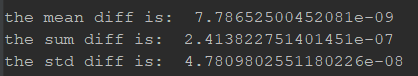 the mean diff is:  7.78652500452081e-09
the sum diff is:  2.413822751401451e-07
the std diff is:  4.7809802551180226e-08